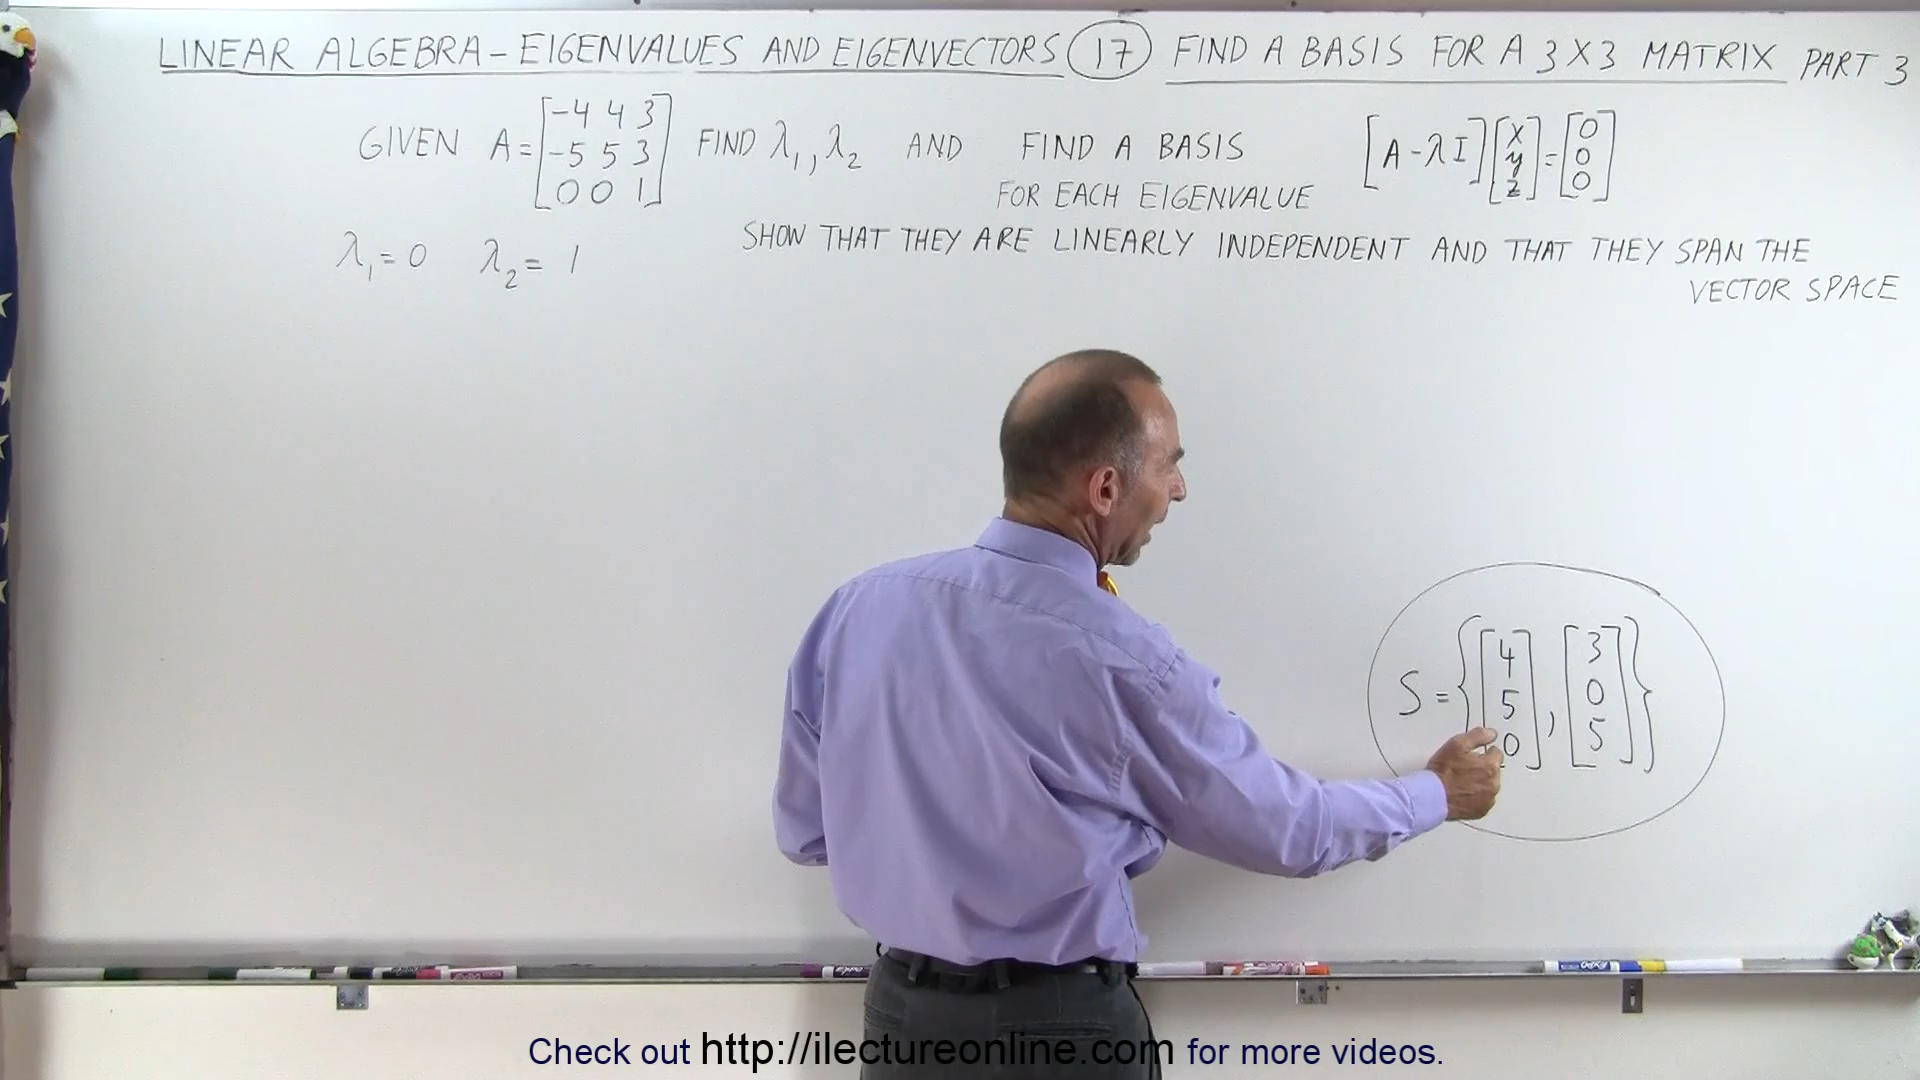 LINEAR ALGEBRA - EIGENVALUES AND EIGENVECTORS 17 FIND A BASIS FOR A 3 X 3 MATRIX PART 3
GIVEN A = [-4 4 3; -5 5 3; 0 0 1] FIND λ₁, λ₂ AND FIND A BASIS
FOR EACH EIGENVALUE
[A - λI] [x; y; z] = [0; 0; 0]
SHOW THAT THEY ARE LINEARLY INDEPENDENT AND THAT THEY SPAN THE
VECTOR SPACE
λ₁ = 0 λ₂ = 1
S = {[4; 5; 0], [3; 0; 5]}
Check out http://ilectureonline.com for more videos.